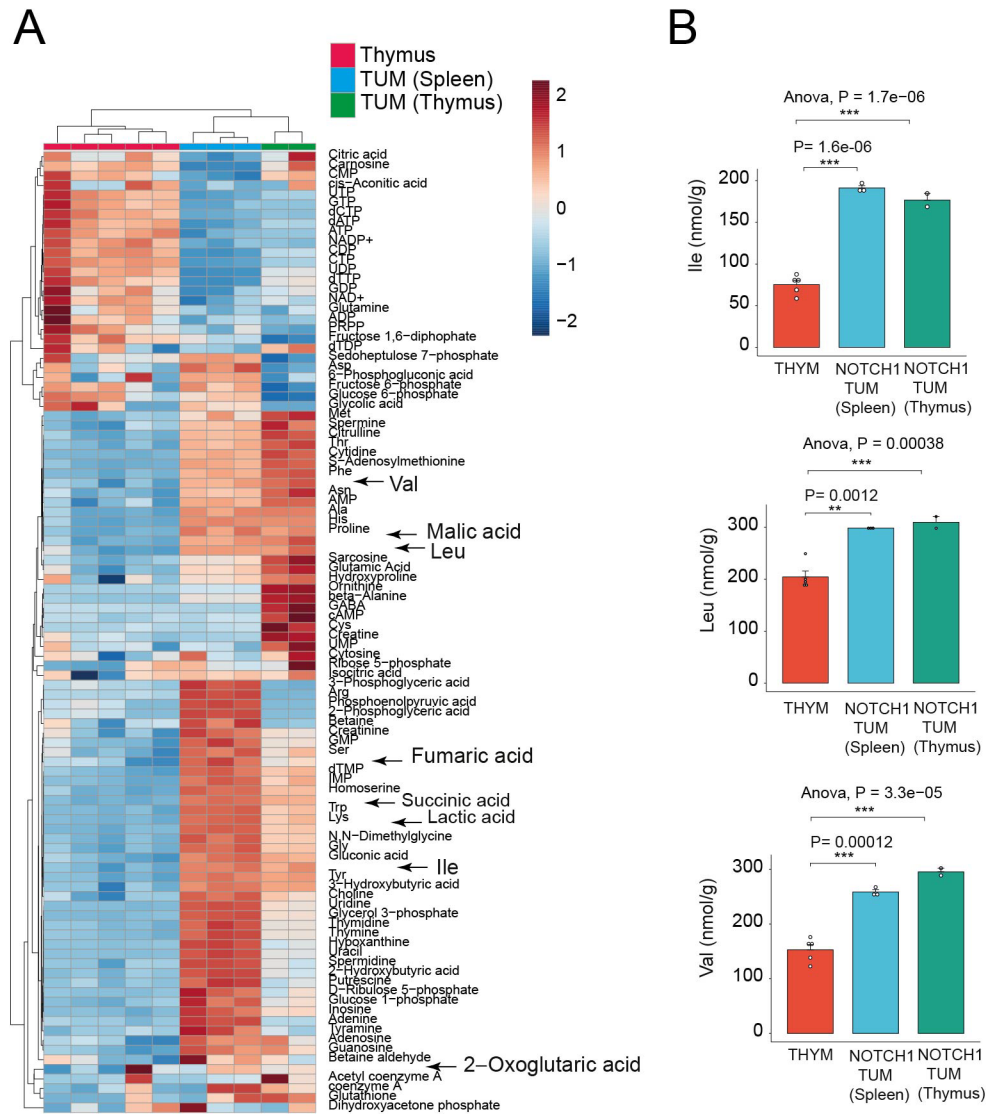 A
Thymus
TUM (Spleen)
TUM (Thymus)
2
1
0
−1
−2
Citric acid
Carnosine
CMP
cis−Aconitic acid
UTP
GTP
dCTP
dATP
ATP
NADP+
CDP
CTP
UDP
dTTP
GDP
NAD+
Glutamine
ADP
PRPP
Fructose 1,6−diphophate
dTDP
Sedoheptulose 7−phosphate
Asp
6−Phosphogluconic acid
Fructose 6−phosphate
Glucose 6−phosphate
Glycolic acid
Met
Spermine
Citrulline
Thr
Cytidine
S−Adenosylmethionine
Phe
Val
Asn
AMP
Ala
His
Proline
Malic acid
Leu
Sarcosine
Glutamic Acid
Hydroxyproline
Ornithine
beta−Alanine
GABA
cAMP
Cys
Creatine
UMP
Cytosine
Ribose 5−phosphate
Isocitric acid
3−Phosphoglyceric acid
Arg
Phosphoenolpyruvic acid
2−Phosphoglyceric acid
Betaine
Creatinine
GMP
Ser
Fumaric acid
dTMP
IMP
Homoserine
Succinic acid
Trp
Lys
Lactic acid
N,N−Dimethylglycine
Gly
Gluconic acid
Ile
Tyr
3−Hydroxybutyric acid
Choline
Uridine
Glycerol 3−phosphate
Thymidine
Thymine
Hypoxanthine
Uracil
Spermidine
2−Hydroxybutyric acid
Putrescine
D−Ribulose 5−phosphate
Glucose 1−phosphate
Inosine
Adenine
Tyramine
Adenosine
Guanosine
Betaine aldehyde
2−Oxoglutaric acid
Acetyl coenzyme A
coenzyme A
Glutathione
Dihydroxyacetone phosphate
B
Anova, P = 1.7e−06
***
P= 1.6e-06
***
Ile (nmol/g)
200
150
100
50
0
THYM
NOTCH1 TUM (Spleen)
NOTCH1 TUM (Thymus)
Anova, P = 0.00038
***
P= 0.0012
**
Leu (nmol/g)
300
200
100
0
THYM
NOTCH1 TUM (Spleen)
NOTCH1 TUM (Thymus)
Anova, P = 3.3e−05
***
P= 0.00012
***
Val (nmol/g)
300
200
100
0
THYM
NOTCH1 TUM (Spleen)
NOTCH1 TUM (Thymus)